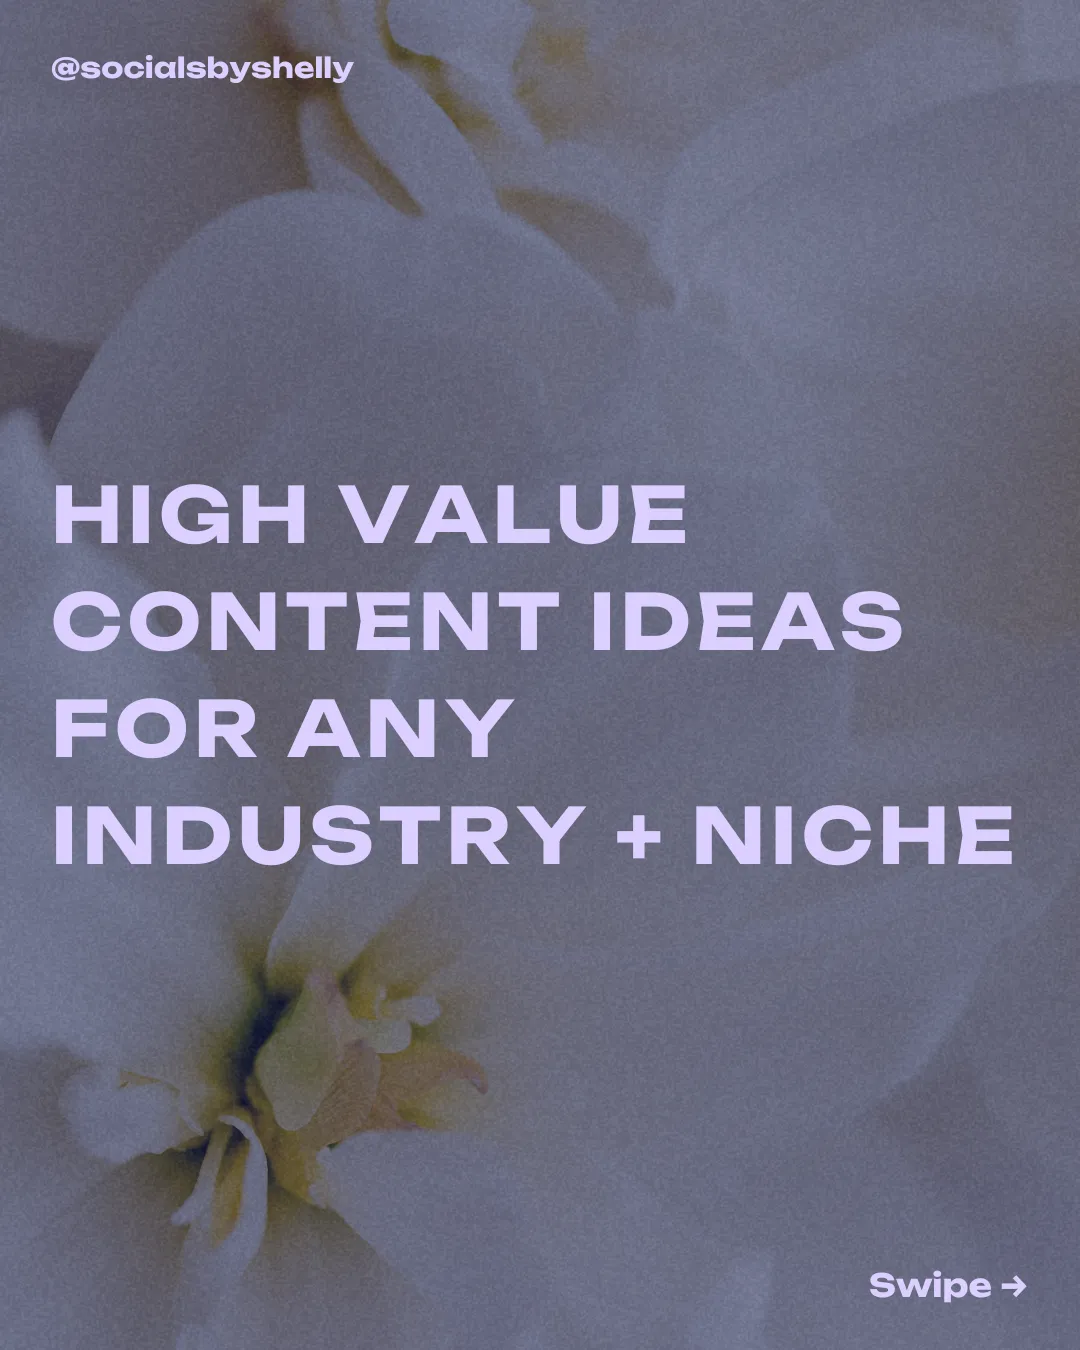 @socialsbyshelly
HIGH VALUE
CONTENT IDEAS
FOR ANY
INDUSTRY + NICHE
Swipe →